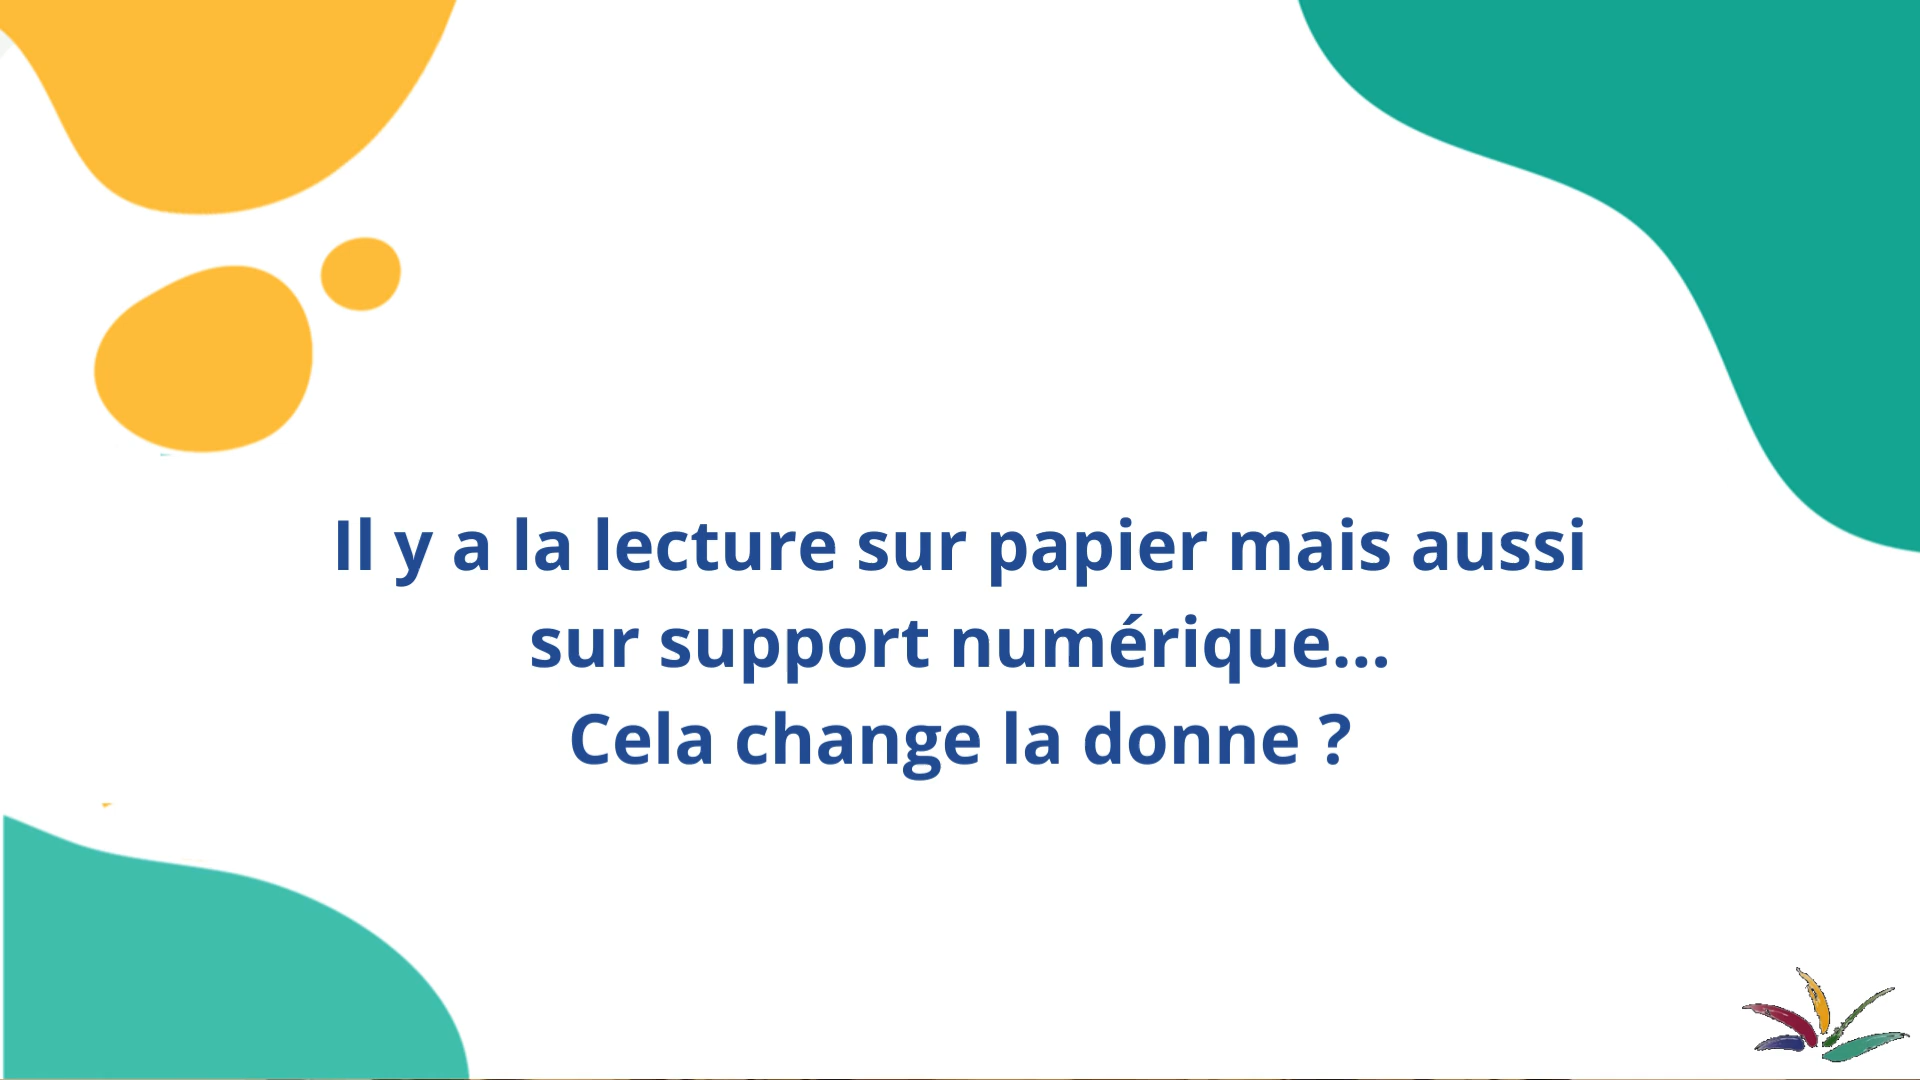 Il y a la lecture sur papier mais aussi
sur support numérique...
Cela change la donne ?